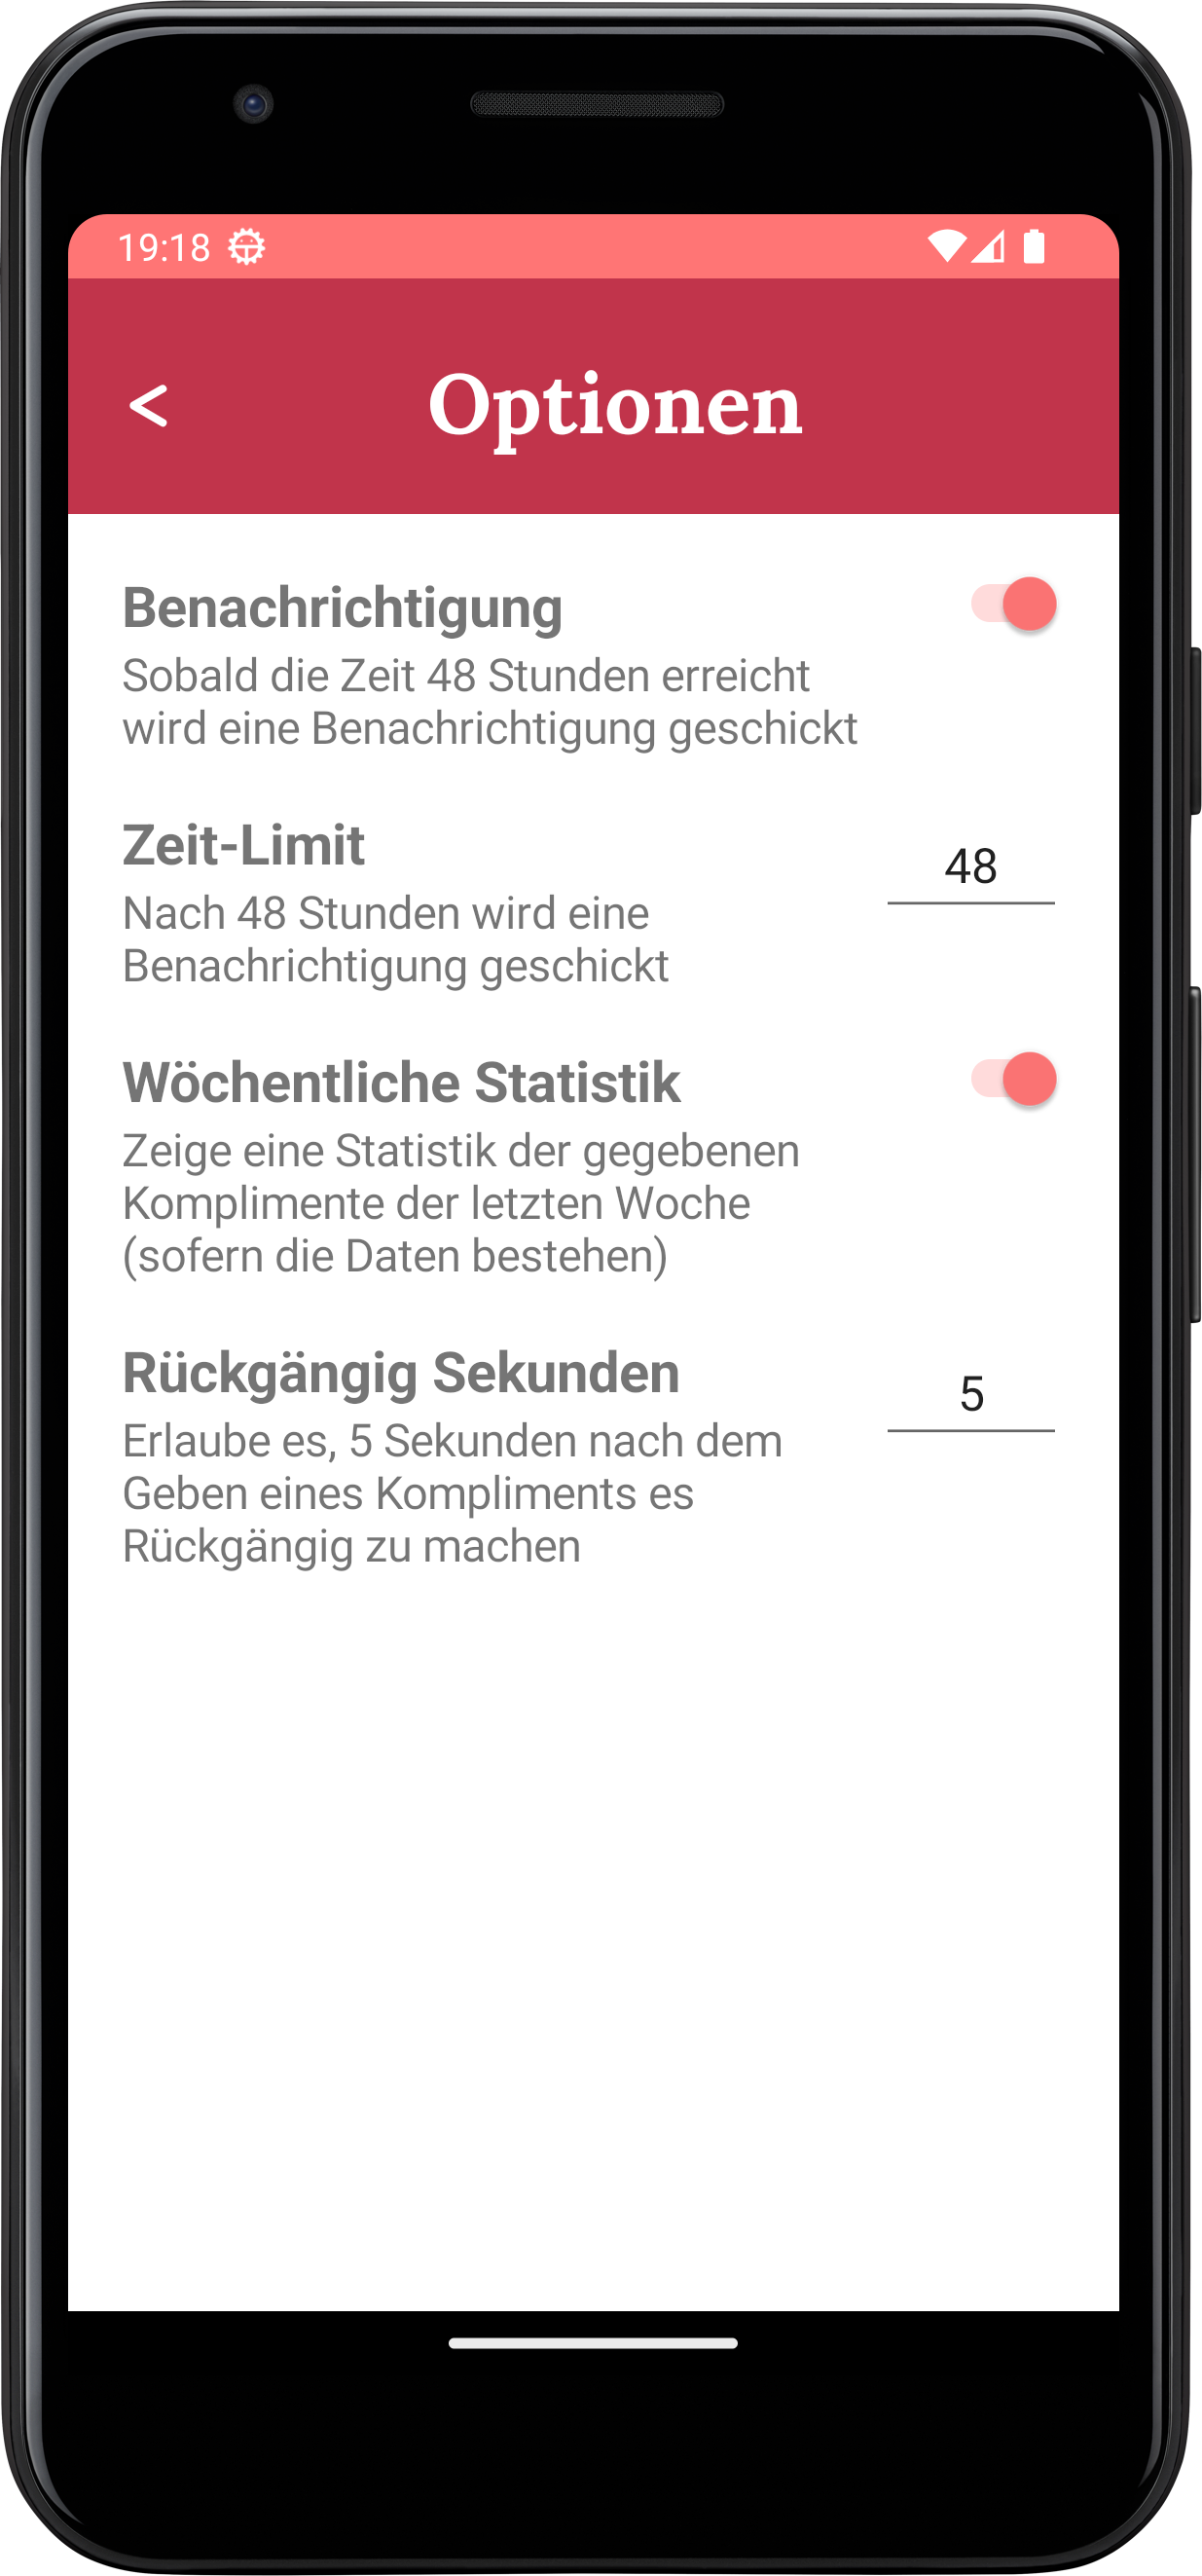 19:18
< Optionen
Benachrichtigung
Sobald die Zeit 48 Stunden erreicht
wird eine Benachrichtigung geschickt
Zeit-Limit
48
Nach 48 Stunden wird eine
Benachrichtigung geschickt
Wöchentliche Statistik
Zeige eine Statistik der gegebenen
Komplimente der letzten Woche
(sofern die Daten bestehen)
Rückgängig Sekunden
5
Erlaube es, 5 Sekunden nach dem
Geben eines Kompliments es
Rückgängig zu machen